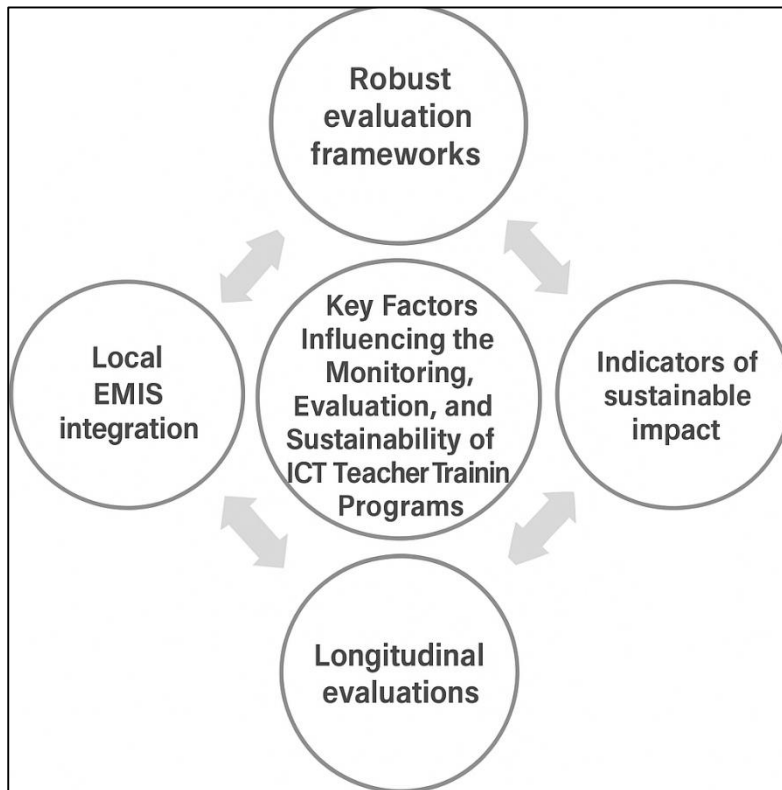 Robust
evaluation
frameworks
Local
EMIS
integration
Key Factors
Influencing the
Monitoring,
Evaluation, and
Sustainability of
ICT Teacher Trainin
Programs
Indicators of
sustainable
impact
Longitudinal
evaluations